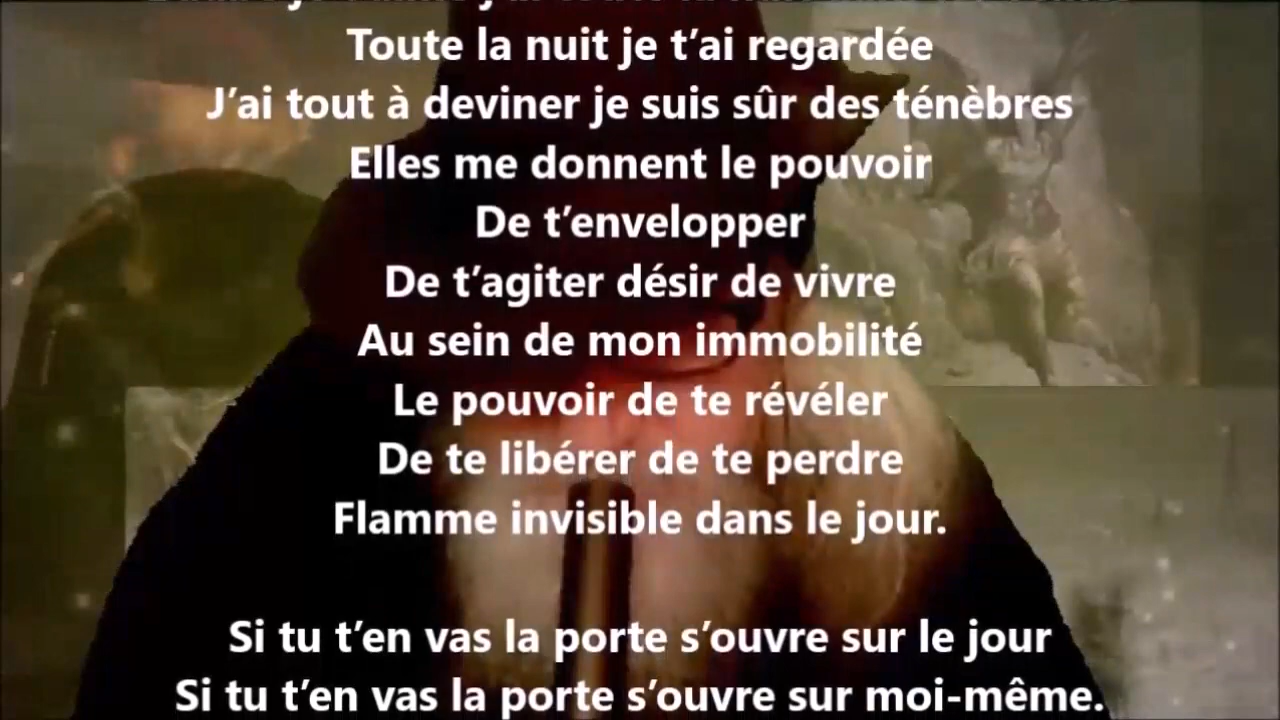 Toute la nuit je t’ai regardée
J’ai tout à deviner je suis sûr des ténèbres
Elles me donnent le pouvoir
De t’envelopper
De t’agiter désir de vivre
Au sein de mon immobilité
Le pouvoir de te révéler
De te libérer de te perdre
Flamme invisible dans le jour.
Si tu t’en vas la porte s’ouvre sur le jour
Si tu t’en vas la porte s’ouvre sur moi-même.